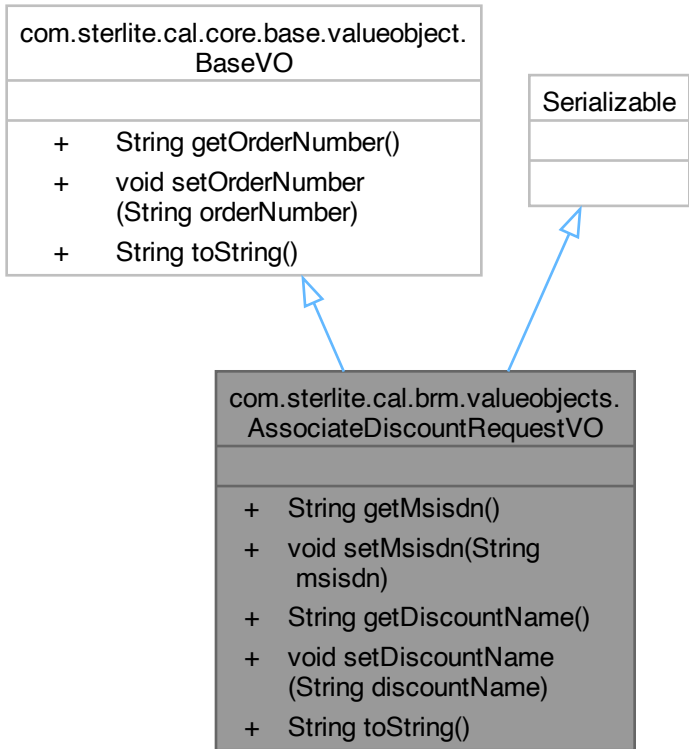 com.sterlite.cal.core.base.valueobject.
BaseVO
+ String getOrderNumber()
+ void setOrderNumber
(String orderNumber)
+ String toString()
Serializable
com.sterlite.cal.brm.valueobjects.
AssociateDiscountRequestVO
+ String getMsisdn()
+ void setMsisdn(String
msisdn)
+ String getDiscountName()
+ void setDiscountName
(String discountName)
+ String toString()